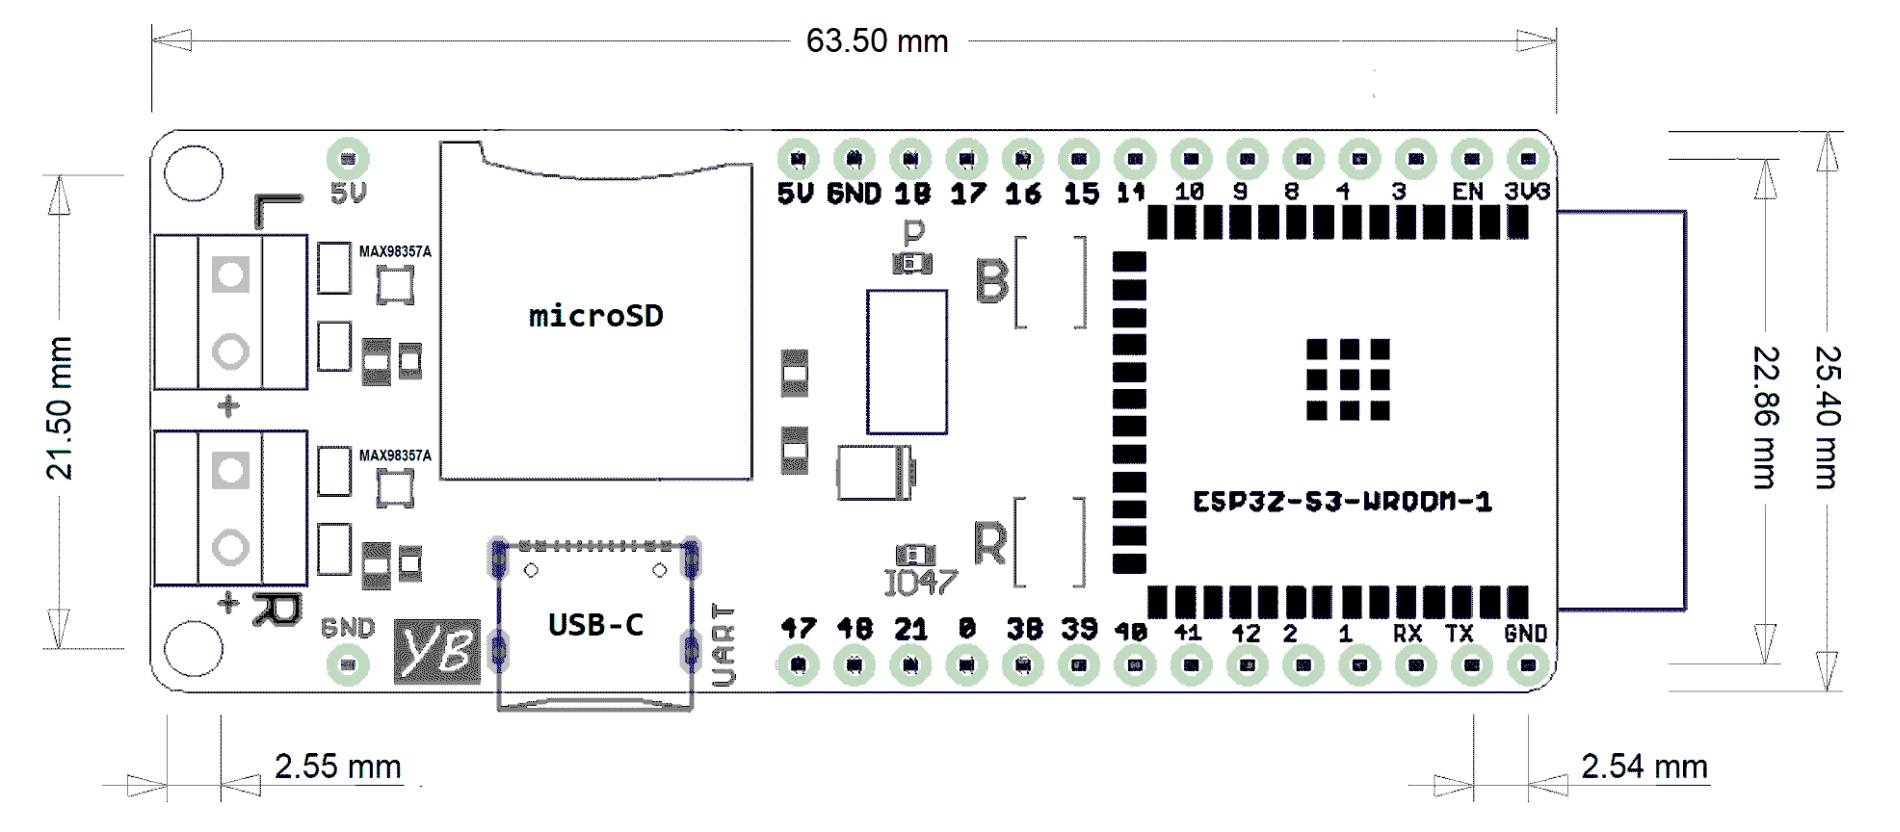 63.50 mm
5V
5V GND 18 17 16 15 14 10 9 8 4 3 EN 3V3
L
P
MAX98357A
B
microSD
+
21.50 mm
22.86 mm
25.40 mm
MAX98357A
ESP32-S3-WROOM-1
R
IO47
+
R
GND
YB
USB-C
UART
47 48 21 0 38 39 40 41 42 2 1 RX TX GND
2.55 mm
2.54 mm